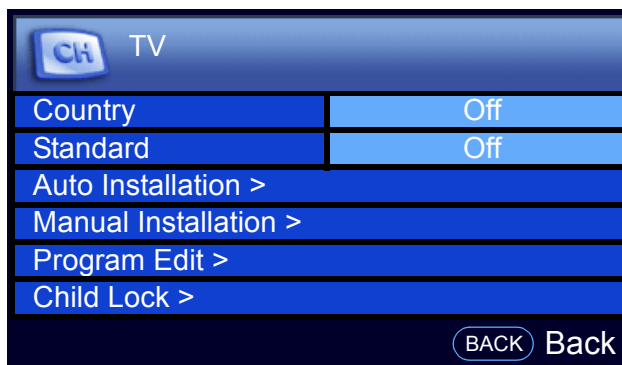 CH TV
Country Off
Standard Off
Auto Installation >
Manual Installation >
Program Edit >
Child Lock >
BACK Back